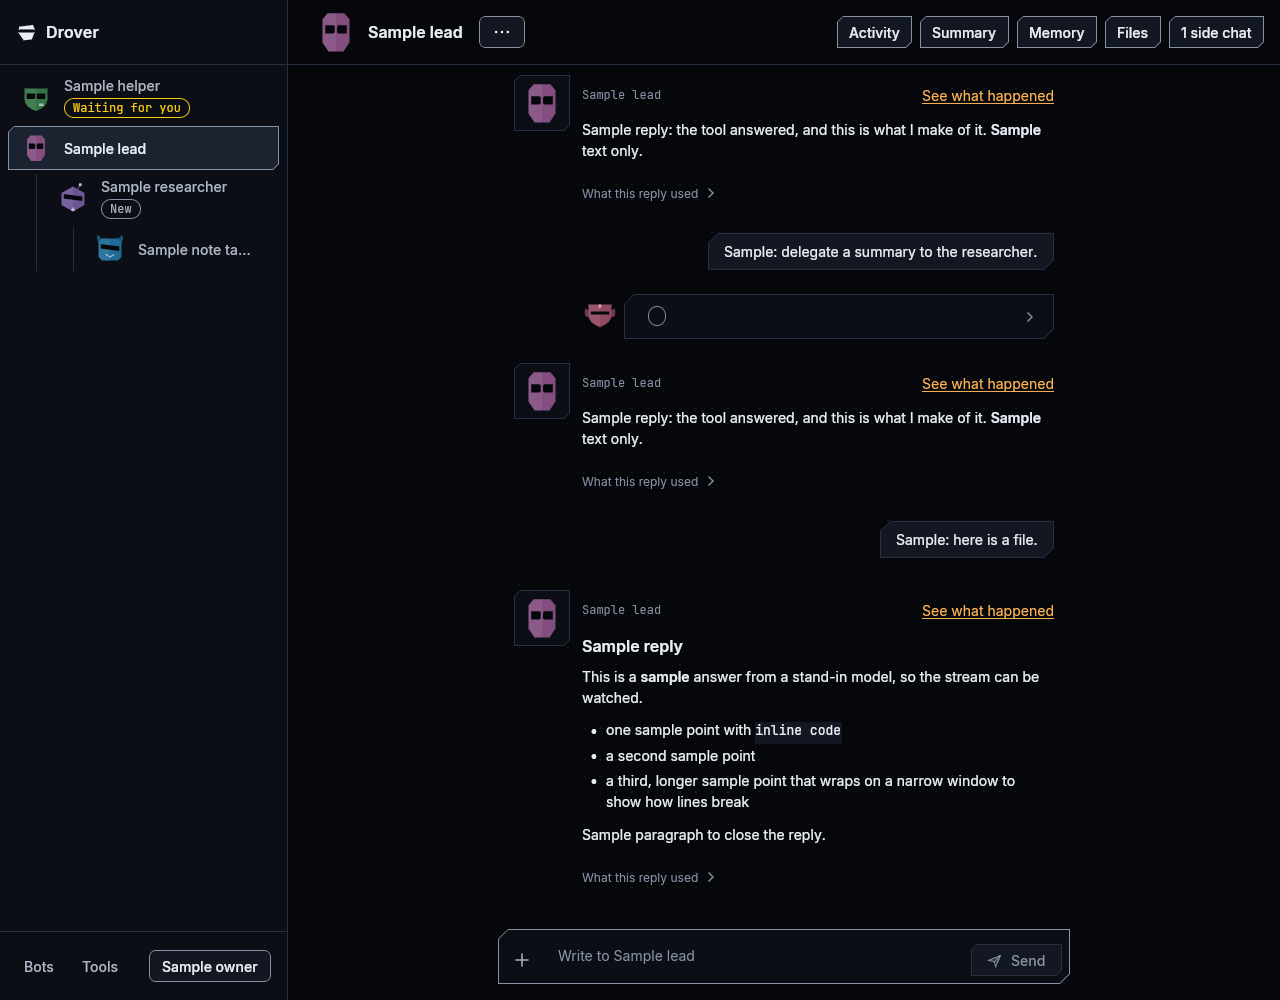 Drover
Sample lead
...
Activity
Summary
Memory
Files
1 side chat
Sample helper
Waiting for you
Sample lead
Sample researcher
New
Sample note ta...
Sample lead
See what happened
Sample reply: the tool answered, and this is what I make of it. Sample
text only.
What this reply used
Sample: delegate a summary to the researcher.
Sample lead
See what happened
Sample reply: the tool answered, and this is what I make of it. Sample
text only.
What this reply used
Sample: here is a file.
Sample lead
See what happened
Sample reply
This is a sample answer from a stand-in model, so the stream can be
watched.
• one sample point with inline code
• a second sample point
• a third, longer sample point that wraps on a narrow window to
show how lines break
Sample paragraph to close the reply.
What this reply used
Bots
Tools
Sample owner
Write to Sample lead
Send